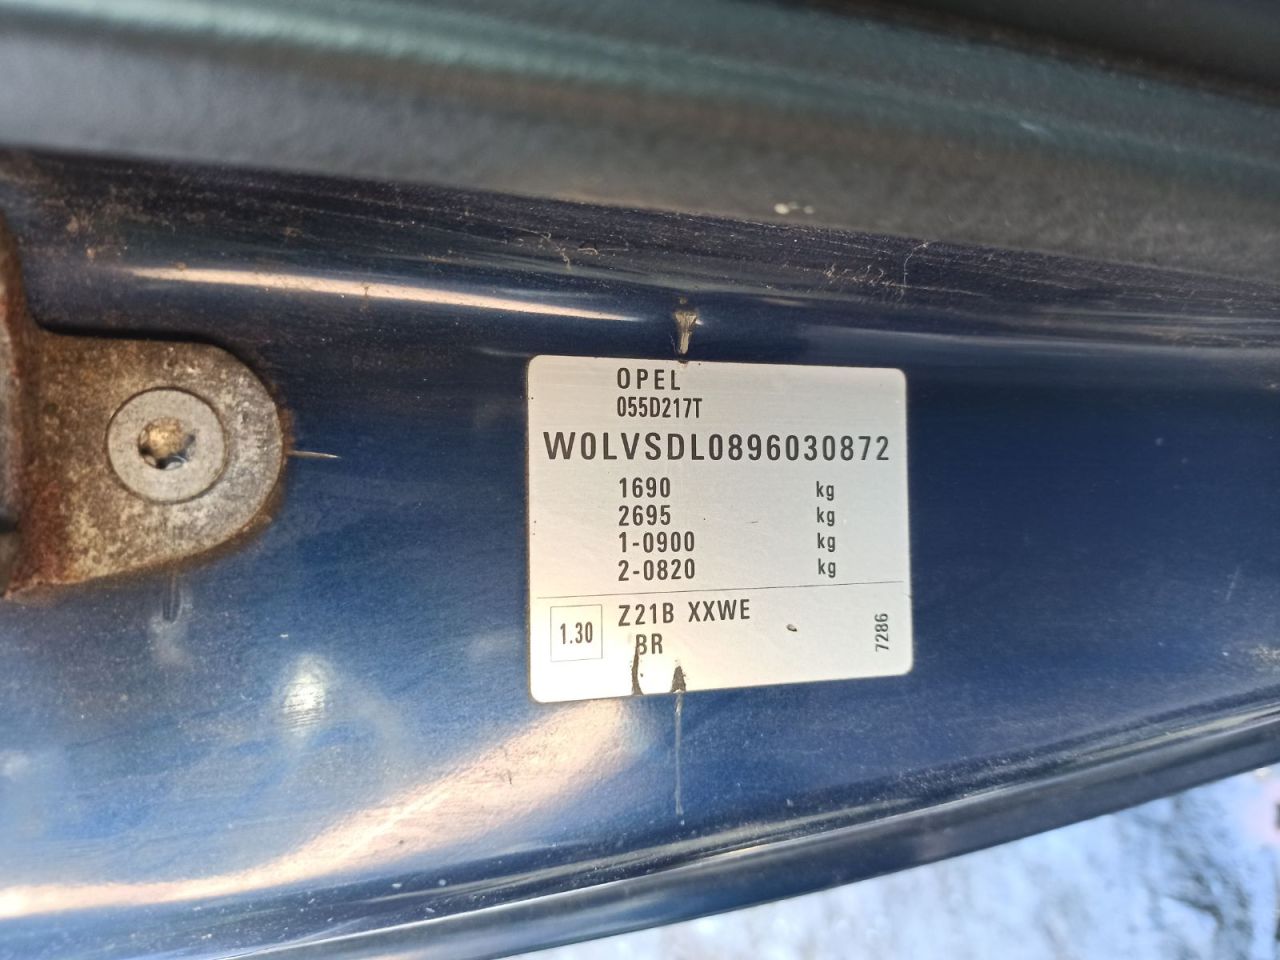 OPEL
055D217T
W0LVSDL0896030872
1690 kg
2695 kg
1-0900 kg
2-0820 kg
1.30 Z21B XXWE
BR
7286